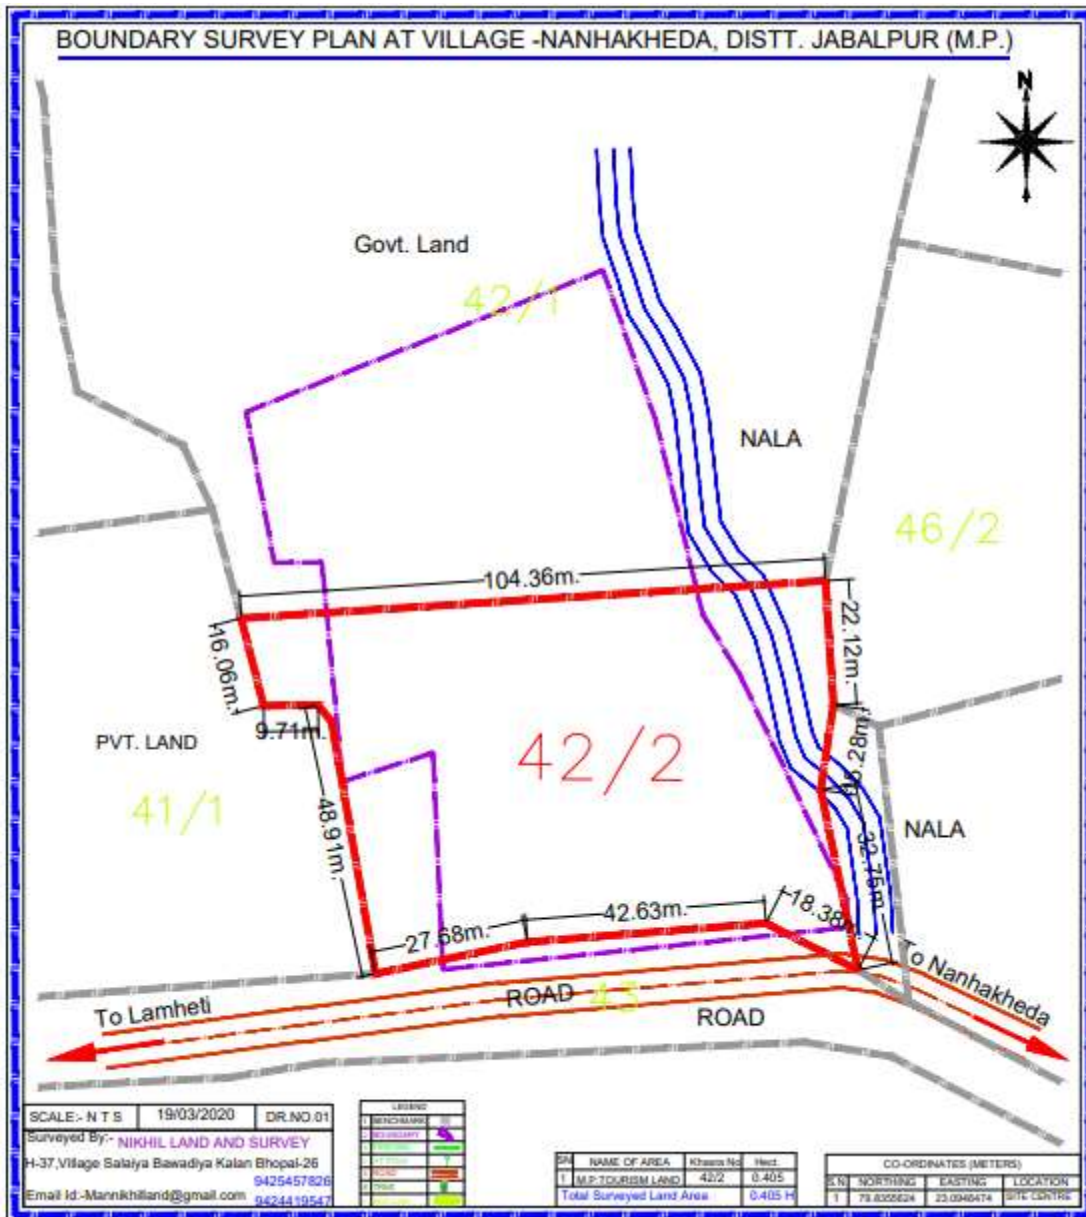 BOUNDARY SURVEY PLAN AT VILLAGE -NANHAKHEDA, DISTT. JABALPUR (M.P.)
N
Govt. Land
42/1
NALA
46/2
104.36m.
16.06m.
22.12m.
9.71m.
PVT. LAND
42/2
41/1
48.91m.
NALA
32.75m.
42.63m.
18.38m.
27.68m.
To Nanhakheda
ROAD
43
To Lamheti
ROAD
SCALE:- N T S 19/03/2020 DR.NO.01
Surveyed By:- NIKHIL LAND AND SURVEY
H-37,Village Salaiya Bawadiya Kalan Bhopal-26
9425457826
Email Id:-Mannikhilland@gmail.com 9424419547
LEGEND
1 BENCHMARK
BOUNDARY
ROAD
TREE
SN NAME OF AREA Khasra No Hect.
1 M.P.TOURISM LAND 42/2 0.405
Total Surveyed Land Area 0.405 H
CO-ORDINATES (METERS)
S.N NORTHING EASTING LOCATION
1 SITE CENTRE